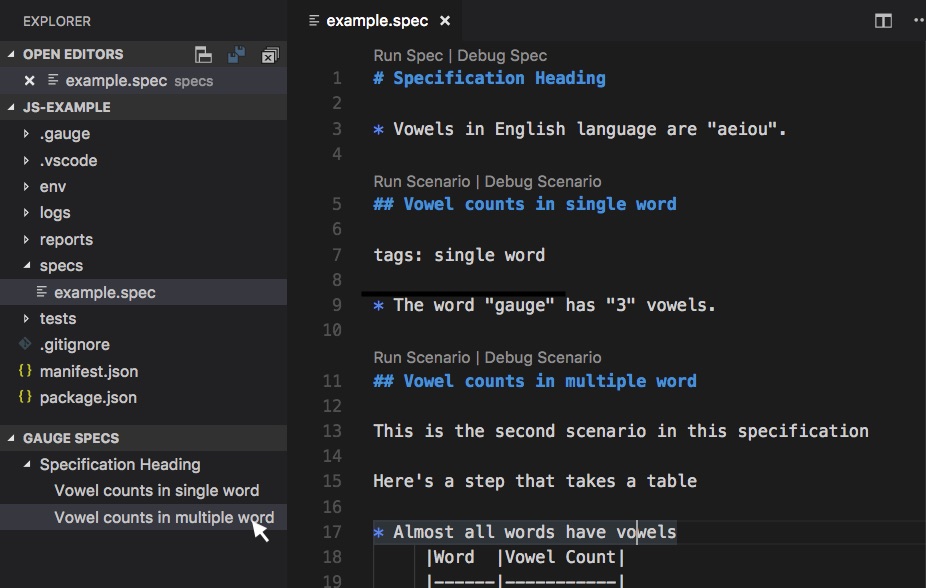 EXPLORER
OPEN EDITORS
example.spec specs
JS-EXAMPLE
.gauge
.vscode
env
logs
reports
specs
example.spec
tests
.gitignore
{} manifest.json
{} package.json
GAUGE SPECS
Specification Heading
Vowel counts in single word
Vowel counts in multiple word
example.spec
Run Spec | Debug Spec
1 # Specification Heading
2
3 * Vowels in English language are "aeiou".
4
Run Scenario | Debug Scenario
5 ## Vowel counts in single word
6
7 tags: single word
8
9 * The word "gauge" has "3" vowels.
10
Run Scenario | Debug Scenario
11 ## Vowel counts in multiple word
12
13 This is the second scenario in this specification
14
15 Here's a step that takes a table
16
17 * Almost all words have vowels
18 |Word |Vowel Count|
19 |------|-----------|